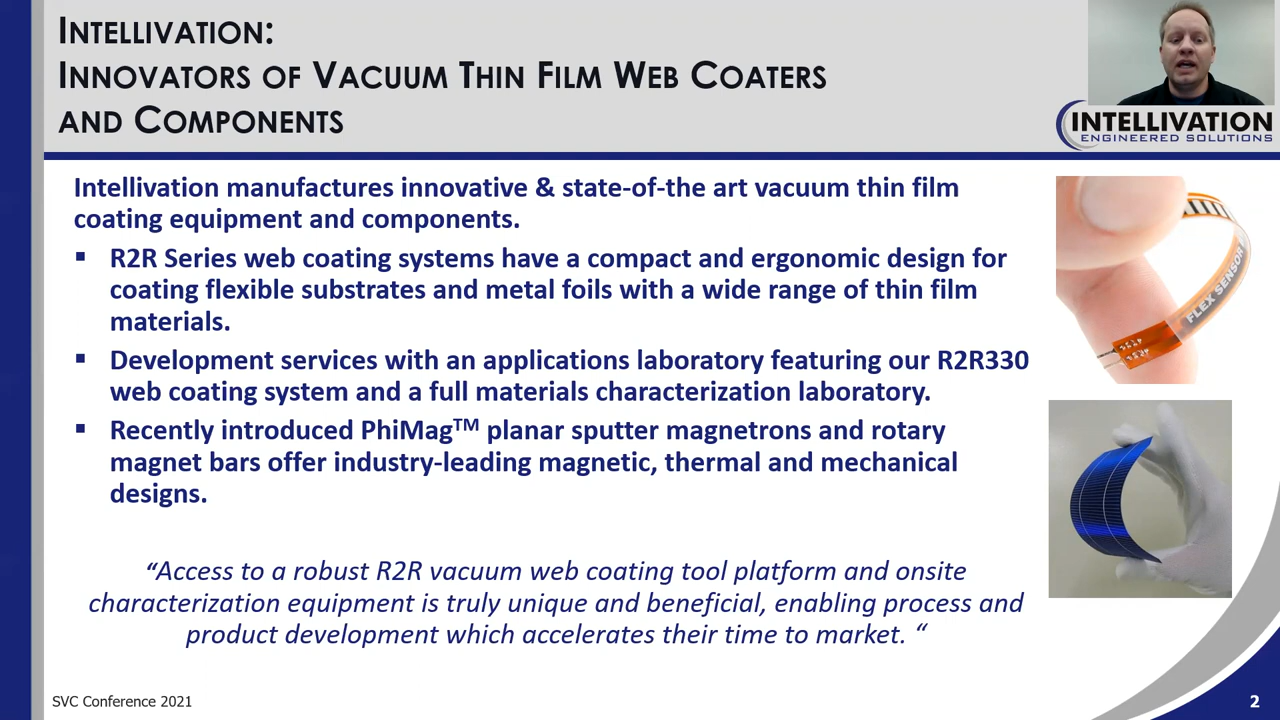 INTELLIVATION:
INNOVATORS OF VACUUM THIN FILM WEB COATERS
AND COMPONENTS
INTELLIVATION
ENGINEERED SOLUTIONS
Intellivation manufactures innovative & state-of-the art vacuum thin film
coating equipment and components.
▪ R2R Series web coating systems have a compact and ergonomic design for
coating flexible substrates and metal foils with a wide range of thin film
materials.
▪ Development services with an applications laboratory featuring our R2R330
web coating system and a full materials characterization laboratory.
▪ Recently introduced PhiMag™ planar sputter magnetrons and rotary
magnet bars offer industry-leading magnetic, thermal and mechanical
designs.
FLEX SENSOR
“Access to a robust R2R vacuum web coating tool platform and onsite
characterization equipment is truly unique and beneficial, enabling process and
product development which accelerates their time to market. “
SVC Conference 2021
2